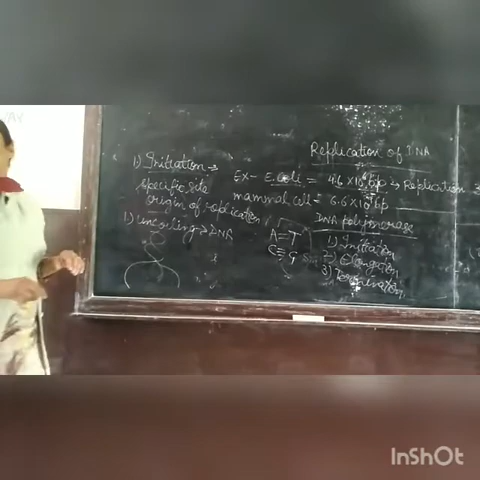 Replication of DNA
1) Initiation →
specific site
origin of replication
1) uncoiling → DNA
Ex- E.Coli = 4.6 × 10⁶ bp → Replication 3
mammal cell = 6.6 × 10⁹ bp
DNA polymerase
A=T
C≡G
1) Initiation
2) Elongation
3) Termination
InShOt